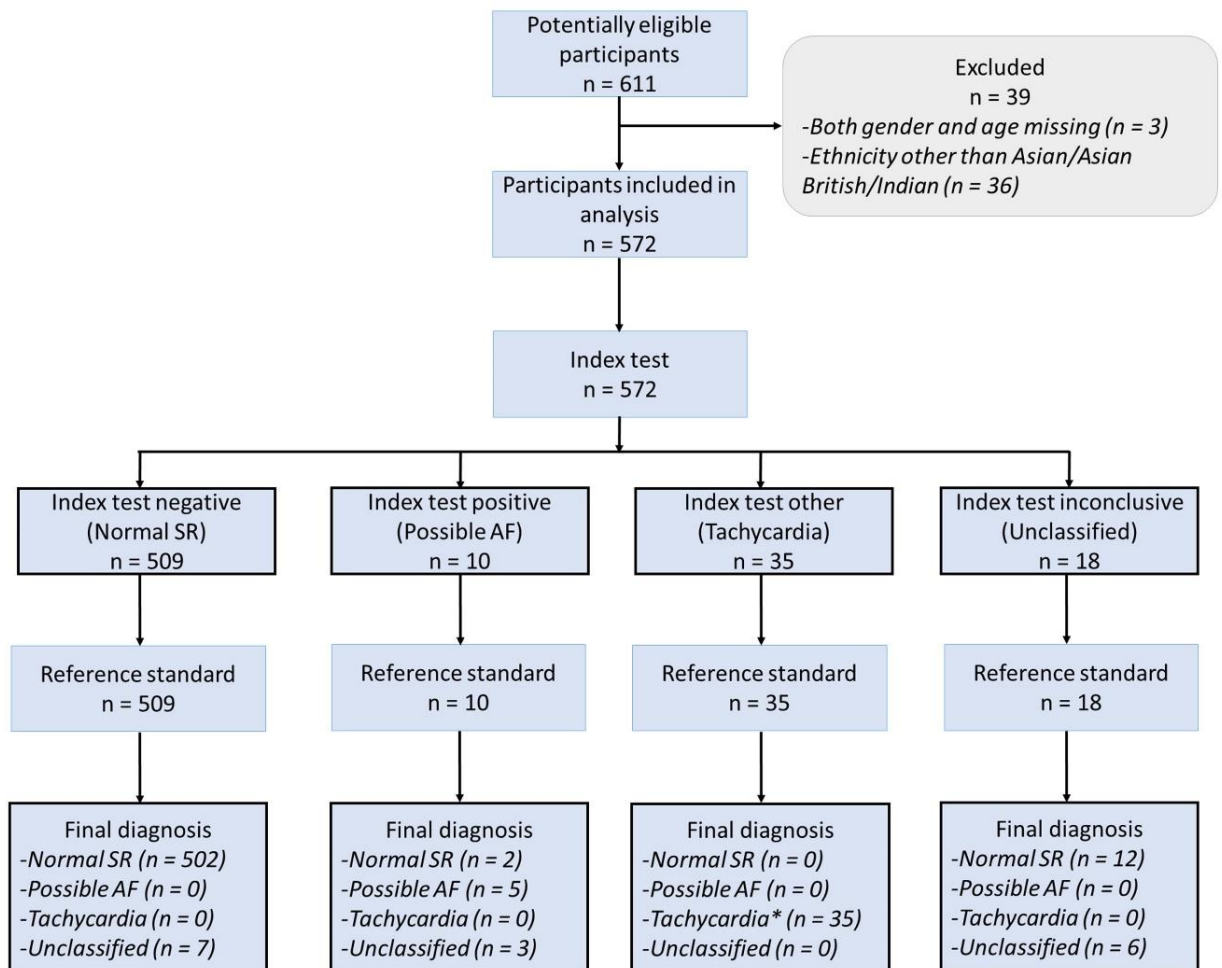 Potentially eligible
participants
n = 611
Excluded
n = 39
-Both gender and age missing (n = 3)
-Ethnicity other than Asian/Asian
British/Indian (n = 36)
Participants included in
analysis
n = 572
Index test
n = 572
Index test negative
(Normal SR)
n = 509
Index test positive
(Possible AF)
n = 10
Index test other
(Tachycardia)
n = 35
Index test inconclusive
(Unclassified)
n = 18
Reference standard
n = 509
Reference standard
n = 10
Reference standard
n = 35
Reference standard
n = 18
Final diagnosis
-Normal SR (n = 502)
-Possible AF (n = 0)
-Tachycardia (n = 0)
-Unclassified (n = 7)
Final diagnosis
-Normal SR (n = 2)
-Possible AF (n = 5)
-Tachycardia (n = 0)
-Unclassified (n = 3)
Final diagnosis
-Normal SR (n = 0)
-Possible AF (n = 0)
-Tachycardia* (n = 35)
-Unclassified (n = 0)
Final diagnosis
-Normal SR (n = 12)
-Possible AF (n = 0)
-Tachycardia (n = 0)
-Unclassified (n = 6)